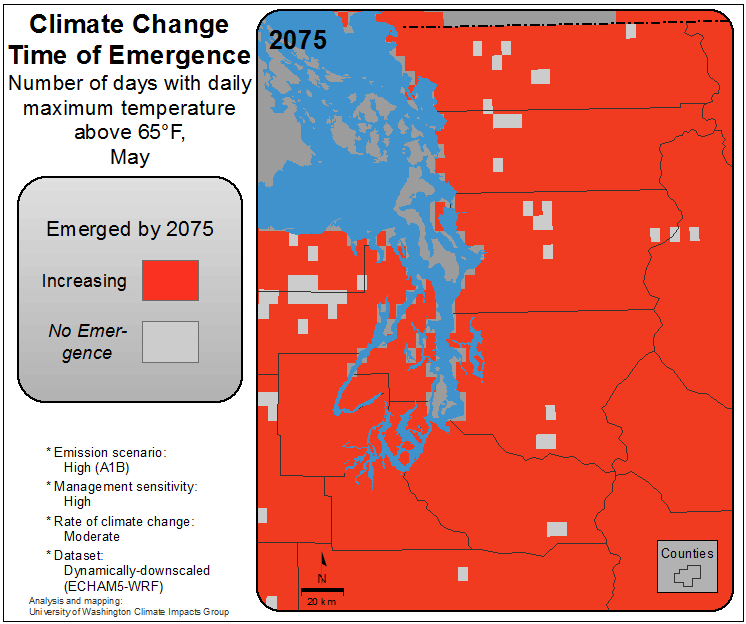 Climate Change
Time of Emergence
Number of days with daily
maximum temperature
above 65°F,
May
2075
Emerged by 2075
Increasing
No Emer-
gence
* Emission scenario:
High (A1B)
* Management sensitivity:
High
* Rate of climate change:
Moderate
* Dataset:
Dynamically-downscaled
(ECHAM5-WRF)
Analysis and mapping:
University of Washington Climate Impacts Group
N
20 km
Counties